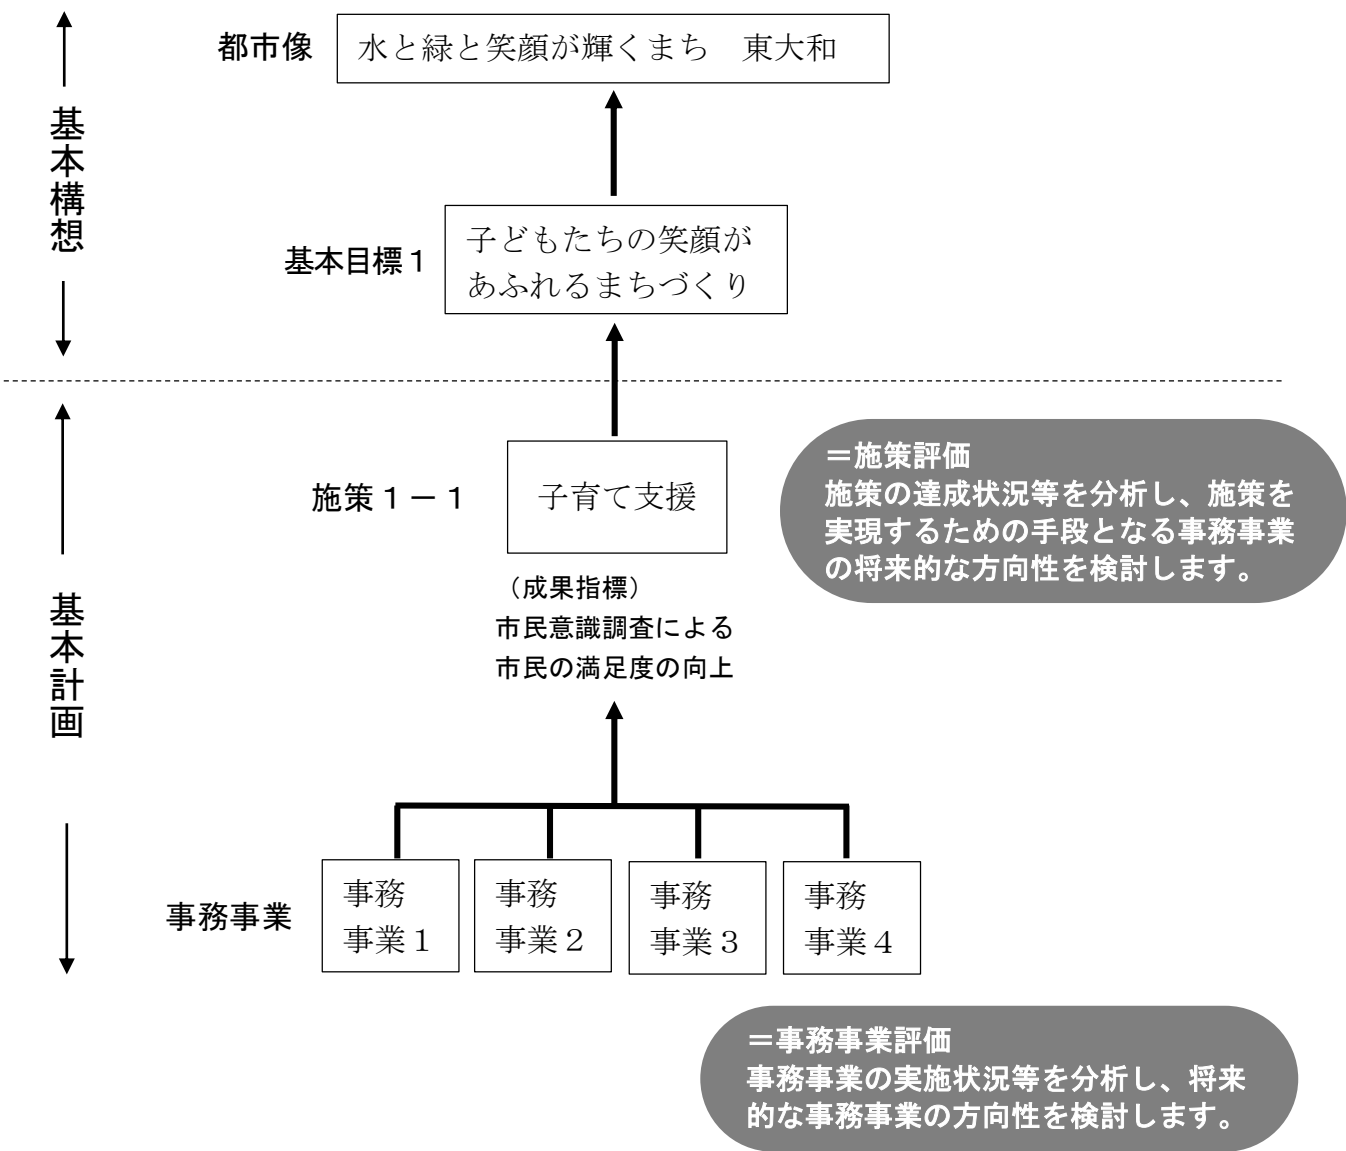 都市像
水と緑と笑顔が輝くまち　東大和
基本構想
基本目標１
子どもたちの笑顔が
あふれるまちづくり
基本計画
施策１－１
子育て支援
（成果指標）
市民意識調査による
市民の満足度の向上
＝施策評価
施策の達成状況等を分析し、施策を
実現するための手段となる事務事業
の将来的な方向性を検討します。
事務事業
事務
事業１
事務
事業２
事務
事業３
事務
事業４
＝事務事業評価
事務事業の実施状況等を分析し、将来
的な事務事業の方向性を検討します。